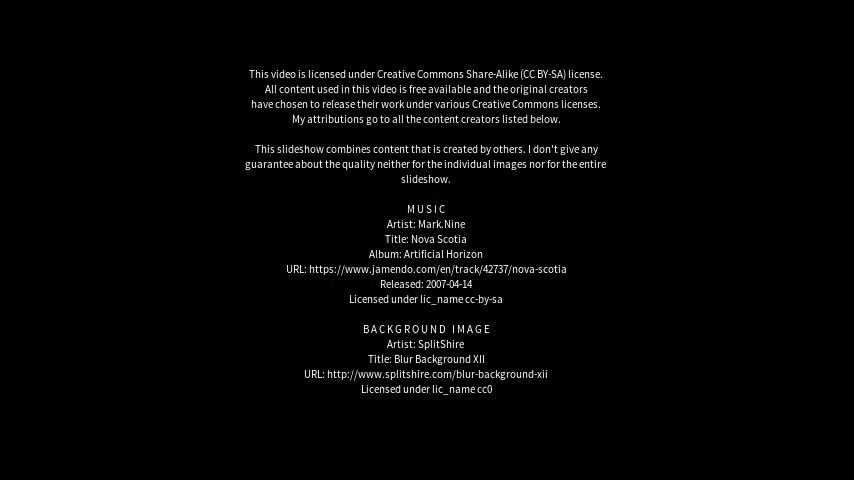 This video is licensed under Creative Commons Share-Alike (CC BY-SA) license.
All content used in this video is free available and the original creators
have chosen to release their work under various Creative Commons licenses.
My attributions go to all the content creators listed below.
This slideshow combines content that is created by others. I don't give any
guarantee about the quality neither for the individual images nor for the entire
slideshow.
MUSIC
Artist: Mark.Nine
Title: Nova Scotia
Album: Artificial Horizon
URL: https://www.jamendo.com/en/track/42737/nova-scotia
Released: 2007-04-14
Licensed under lic_name cc-by-sa
BACKGROUND IMAGE
Artist: SplitShire
Title: Blur Background XII
URL: http://www.splitshire.com/blur-background-xii
Licensed under lic_name cc0